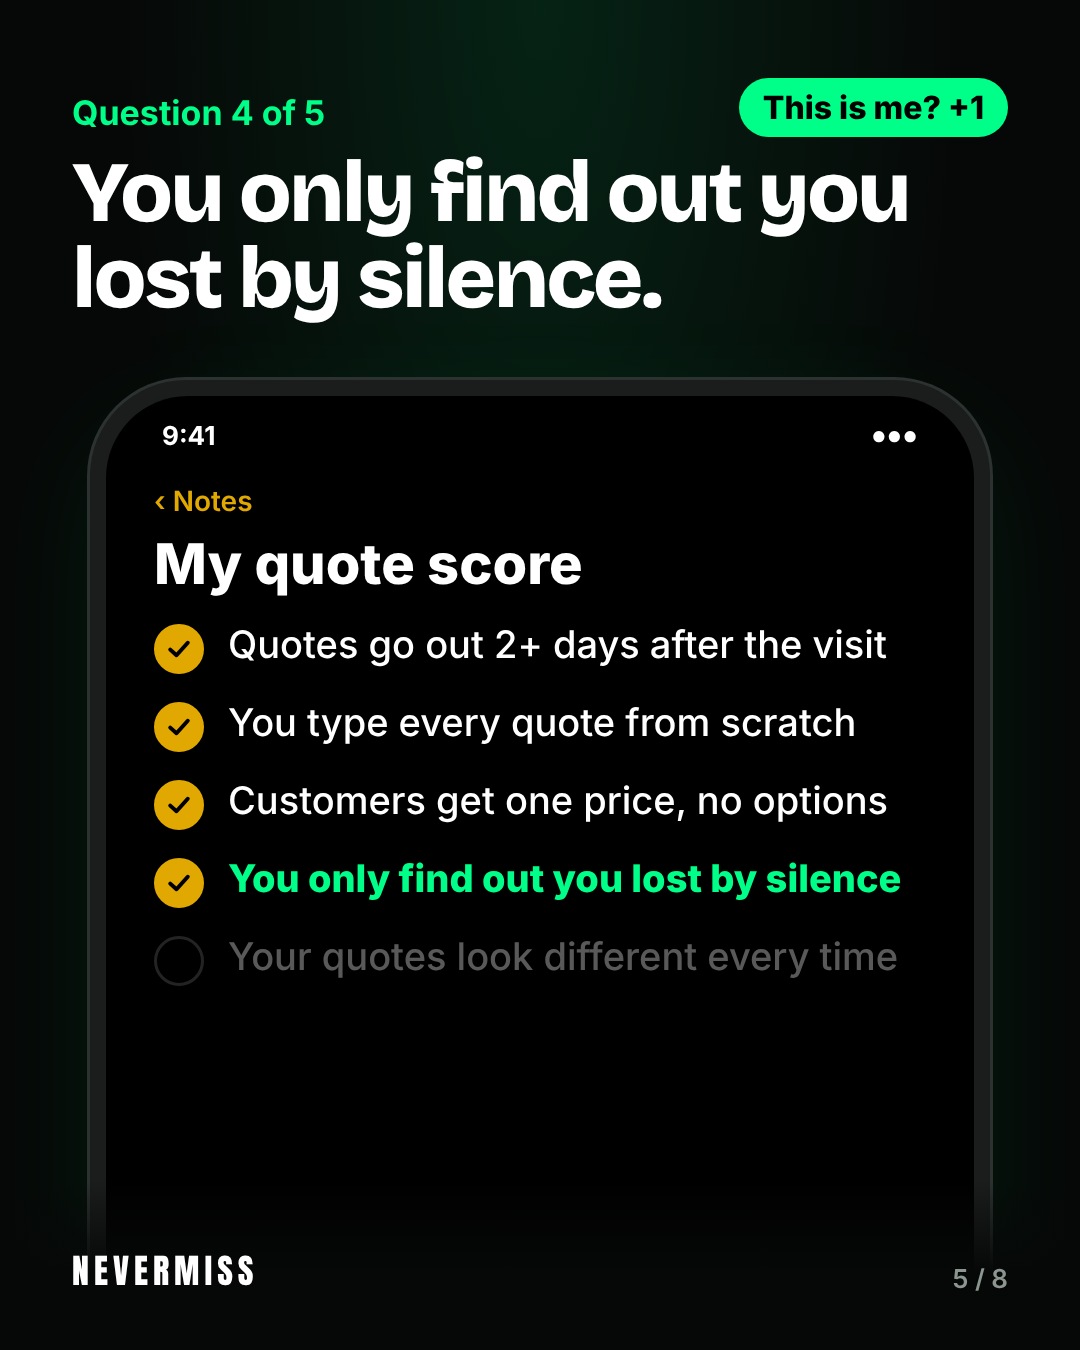 Question 4 of 5
This is me? +1
You only find out you
lost by silence.
9:41
‹ Notes
My quote score
Quotes go out 2+ days after the visit
You type every quote from scratch
Customers get one price, no options
You only find out you lost by silence
Your quotes look different every time
NEVERMISS
5 / 8